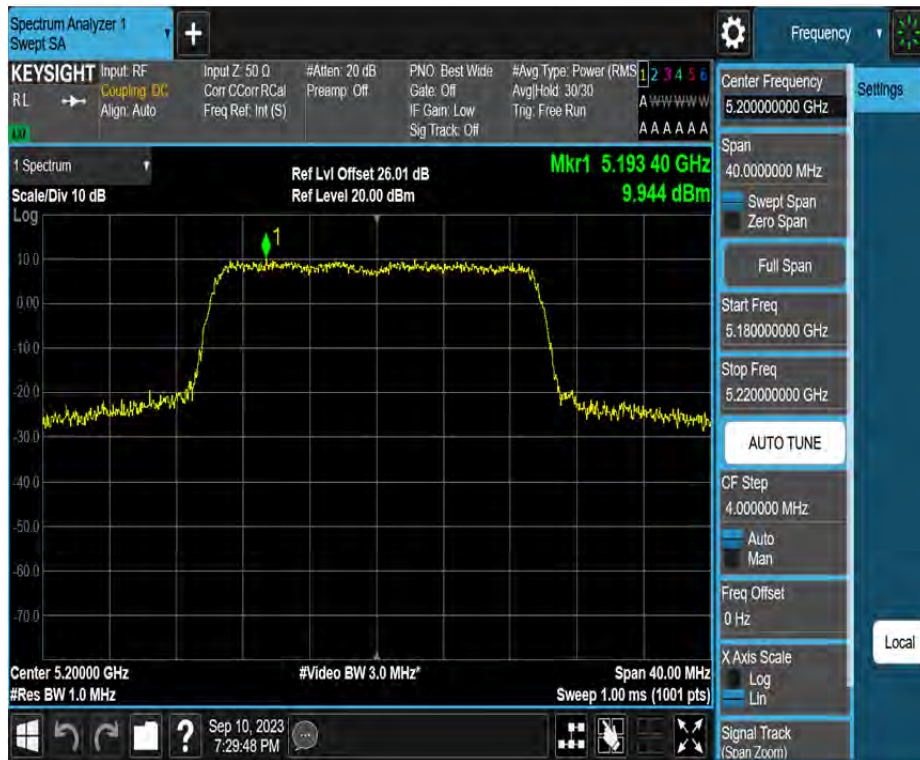 Spectrum Analyzer 1
Swept SA
+
Frequency
KEYSIGHT
RL
Input: RF
Coupling: DC
Align: Auto
Input Z: 50 Ω
Corr CCorr RCal
Freq Ref: Int (S)
#Atten: 20 dB
Preamp: Off
PNO: Best Wide
Gate: Off
IF Gain: Low
Sig Track: Off
#Avg Type: Power (RMS
Avg|Hold: 30/30
Trig: Free Run
1 2 3 4 5 6
A W W W W W
A A A A A A
1 Spectrum
Scale/Div 10 dB
Log
Ref Lvl Offset 26.01 dB
Ref Level 20.00 dBm
Mkr1 5.193 40 GHz
9.944 dBm
1
10.0
0.00
-10.0
-20.0
-30.0
-40.0
-50.0
-60.0
-70.0
Center 5.20000 GHz
#Res BW 1.0 MHz
#Video BW 3.0 MHz*
Span 40.00 MHz
Sweep 1.00 ms (1001 pts)
Sep 10, 2023
7:29:48 PM
?
Center Frequency
5.200000000 GHz
Settings
Span
40.0000000 MHz
Swept Span
Zero Span
Full Span
Start Freq
5.180000000 GHz
Stop Freq
5.220000000 GHz
AUTO TUNE
CF Step
4.000000 MHz
Auto
Man
Freq Offset
0 Hz
X Axis Scale
Log
Lin
Local
Signal Track
(Span Zoom)